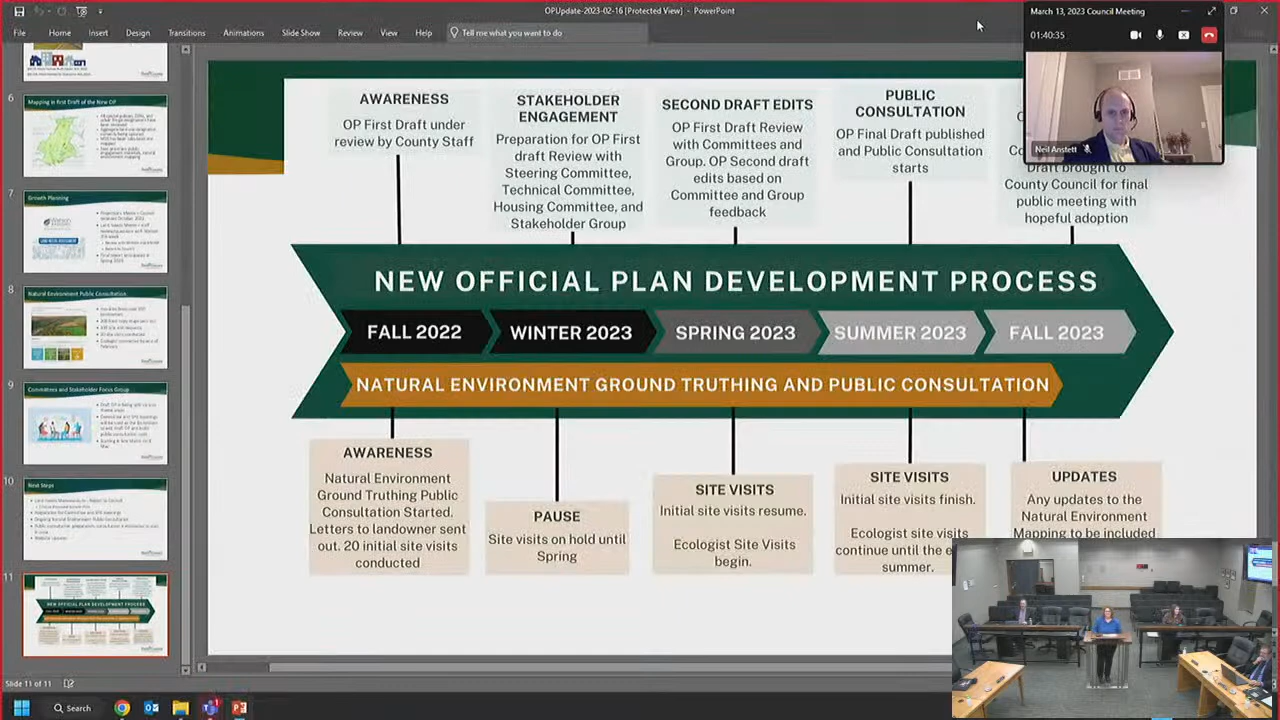 OPUpdate-2023-02-16 [Protected View] - PowerPoint
File Home Insert Design Transitions Animations Slide Show Review View Help Tell me what you want to do
March 13, 2023 Council Meeting
01:40:35
Neil Anstett
6
Mapping in First Draft of the New OP
7
Growth Planning
8
Natural Environment Public Consultation
9
Committees and Stakeholder Focus Group
10
Next Steps
11
AWARENESS
OP First Draft under
review by County Staff
STAKEHOLDER
ENGAGEMENT
Preparation for OP First
draft Review with
Steering Committee,
Technical Committee,
Housing Committee, and
Stakeholder Group
SECOND DRAFT EDITS
OP First Draft Review
with Committees and
Group. OP Second draft
edits based on
Committee and Group
feedback
PUBLIC
CONSULTATION
OP Final Draft published
and Public Consultation
starts
Draft brought to
County Council for final
public meeting with
hopeful adoption
NEW OFFICIAL PLAN DEVELOPMENT PROCESS
FALL 2022
WINTER 2023
SPRING 2023
SUMMER 2023
FALL 2023
NATURAL ENVIRONMENT GROUND TRUTHING AND PUBLIC CONSULTATION
AWARENESS
Natural Environment
Ground Truthing Public
Consultation Started.
Letters to landowner sent
out. 20 initial site visits
conducted
PAUSE
Site visits on hold until
Spring
SITE VISITS
Initial site visits resume.
Ecologist Site Visits
begin.
SITE VISITS
Initial site visits finish.
Ecologist site visits
continue until the
summer.
UPDATES
Any updates to the
Natural Environment
Mapping to be included
Slide 11 of 11
Search